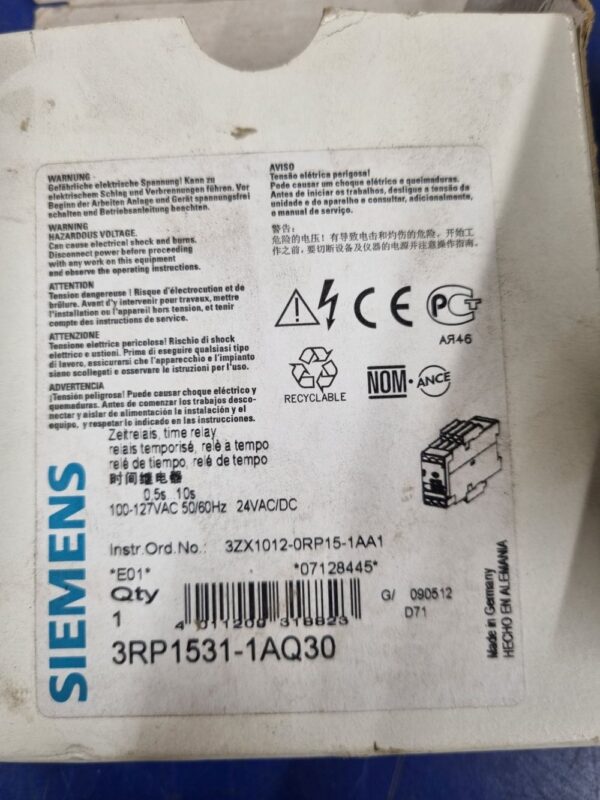 WARNUNG
Gefährliche elektrische Spannung! Kann zu
elektrischem Schlag und Verbrennungen führen. Vor
Beginn der Arbeiten Anlage und Gerät spannungsfrei
schalten und Betriebsanleitung beachten.
WARNING
HAZARDOUS VOLTAGE.
Can cause electrical shock and burns.
Disconnect power before proceeding
with any work on this equipment
and observe the operating instructions.
ATTENTION
Tension dangereuse ! Risque d'électrocution et de
brûlure. Avant d'y intervenir pour travaux, mettre
l'installation ou l'appareil hors tension, et tenir
compte des instructions de service.
ATTENZIONE
Tensione elettrica pericolosa! Rischio di shock
elettrico e ustioni. Prima di eseguire qualsiasi tipo
di lavoro, assicurarsi che l'apparecchio e l'impianto
siano scollegati e osservare le istruzioni per l'uso.
ADVERTENCIA
¡Tensión peligrosa! Puede causar choque eléctrico y
quemaduras. Antes de comenzar los trabajos desco-
nectar y aislar de alimentación la instalación y el
equipo, y respetar lo indicado en las instrucciones.
AVISO
Tensão elétrica perigosa!
Pode causar um choque elétrico e queimaduras.
Antes de iniciar os trabalhos, desligue a tensão da
unidade e do aparelho e consultar, adicionalmente,
o manual de serviço.
警告:
危险的电压! 有导致电击和灼伤的危险, 开始工
作之前, 要切断设备及仪器的电源并注意操作指南。
CE
PCT
АЯ46
RECYCLABLE
NOM-ANCE
Zeitrelais, time relay
relais temporisé, relè a tempo
relé de tiempo, relé de tempo
时间继电器
0,5s...10s
100-127VAC 50/60Hz 24VAC/DC
Instr.Ord.No.: 3ZX1012-0RP15-1AA1
*E01* *07128445*
Qty
1
4 011209 318823
G/ 090512
D71
3RP1531-1AQ30
SIEMENS
Made in Germany
HECHO EN ALEMANIA